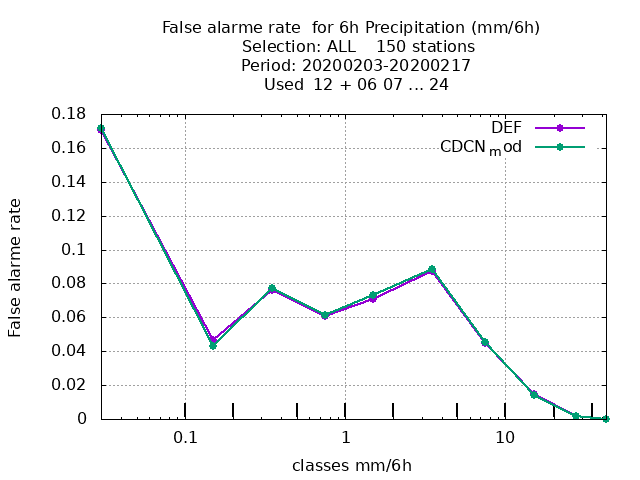 False alarme rate  for 6h Precipitation (mm/6h)
Selection: ALL    150 stations
Period: 20200203-20200217
Used  12 + 06 07 ... 24
DEF
CDCN_mod
0.18
0.16
0.14
0.12
0.1
0.08
0.06
0.04
0.02
0
False alarme rate
0.1
1
10
classes mm/6h